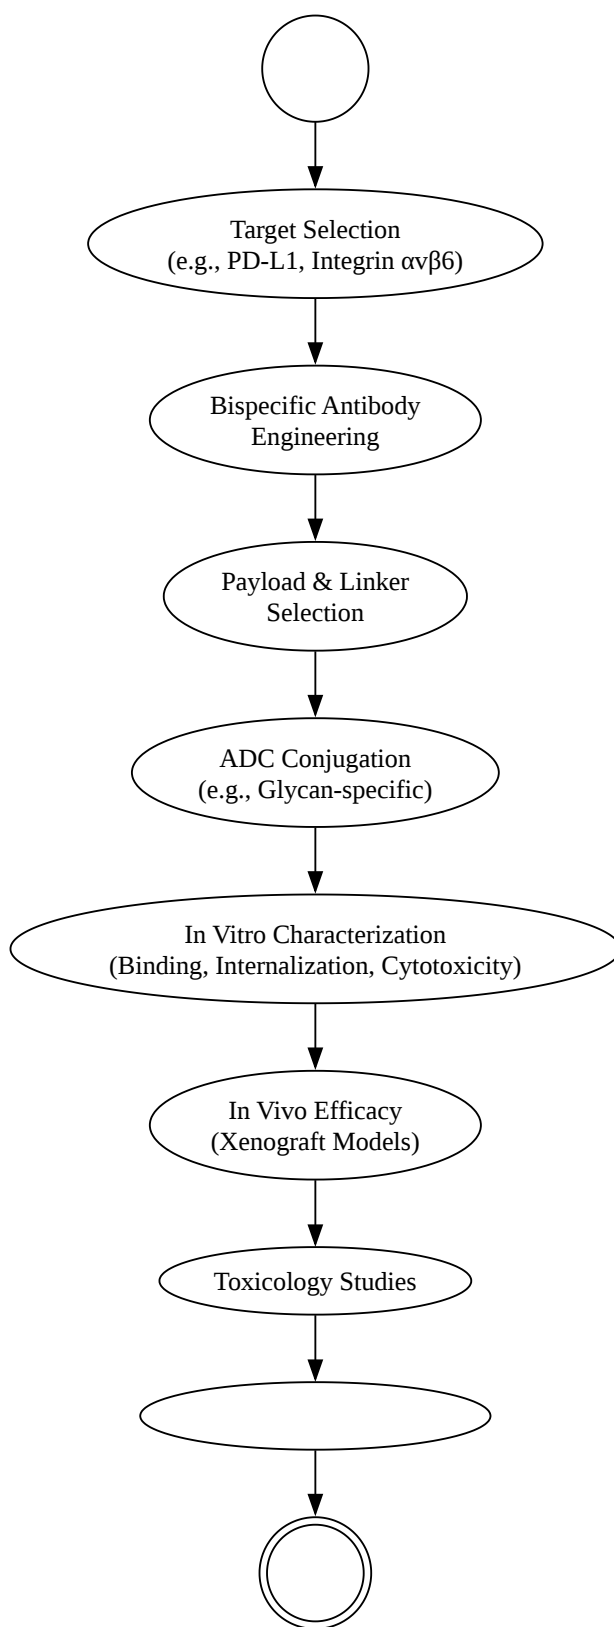 Target Selection
(e.g., PD-L1, Integrin αvβ6)
Bispecific Antibody
Engineering
Payload & Linker
Selection
ADC Conjugation
(e.g., Glycan-specific)
In Vitro Characterization
(Binding, Internalization, Cytotoxicity)
In Vivo Efficacy
(Xenograft Models)
Toxicology Studies